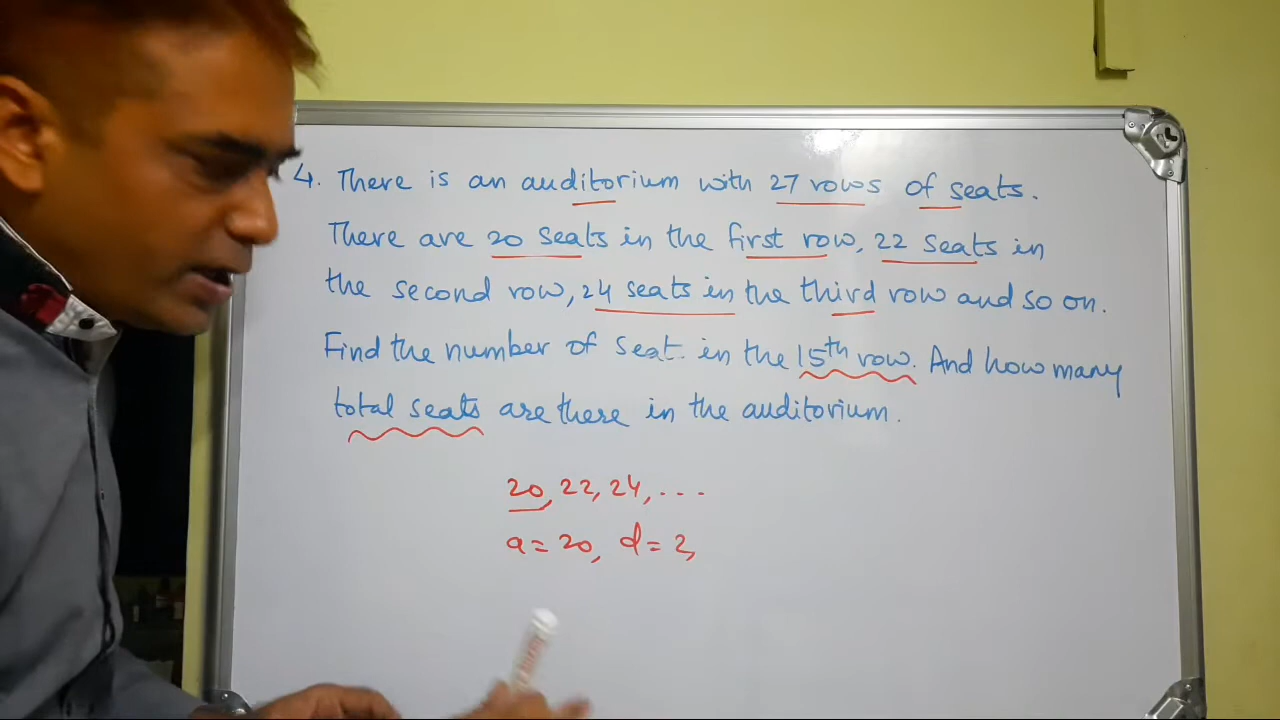 4. There is an auditorium with 27 rows of seats.
There are 20 seats in the first row, 22 seats in
the second row, 24 seats in the third row and so on.
Find the number of seat. in the 15th row. And how many
total seats are there in the auditorium.
20, 22, 24, ...
a = 20, d = 2,